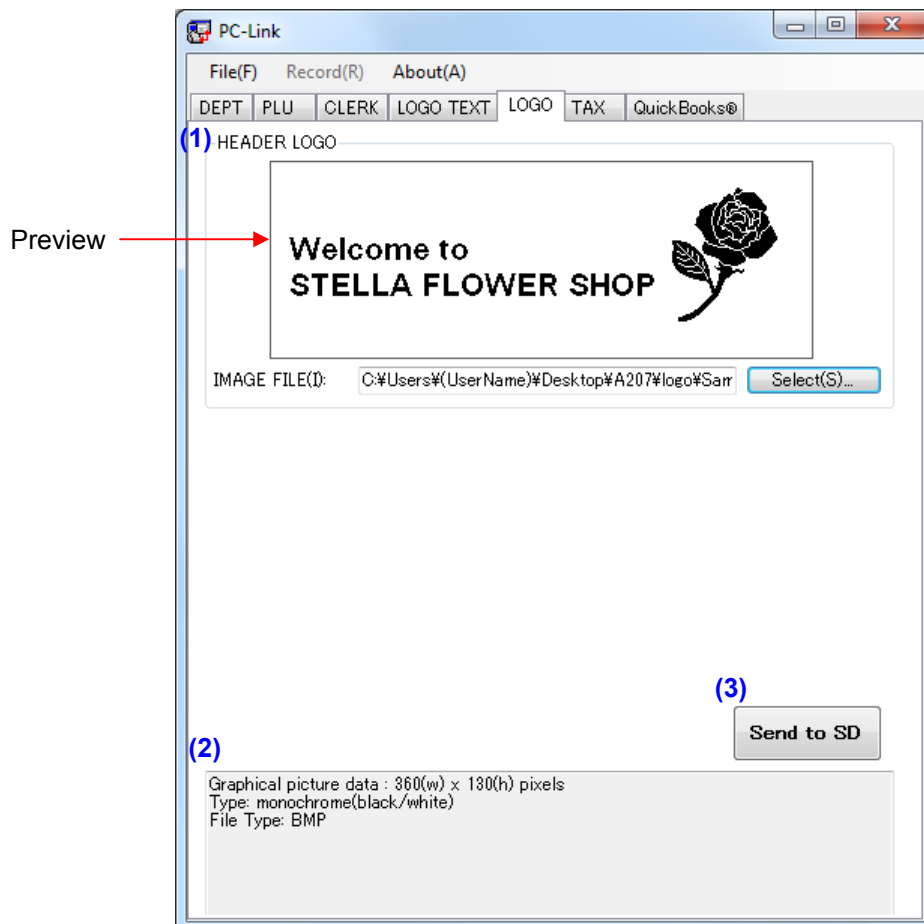 PC-Link
File(F) Record(R) About(A)
DEPT PLU CLERK LOGO TEXT LOGO TAX QuickBooks®
(1) HEADER LOGO
Preview
Welcome to
STELLA FLOWER SHOP
IMAGE FILE(I): C:¥Users¥(UserName)¥Desktop¥A207¥logo¥Sam Select(S)...
(3)
Send to SD
(2)
Graphical picture data : 360(w) x 130(h) pixels
Type: monochrome(black/white)
File Type: BMP